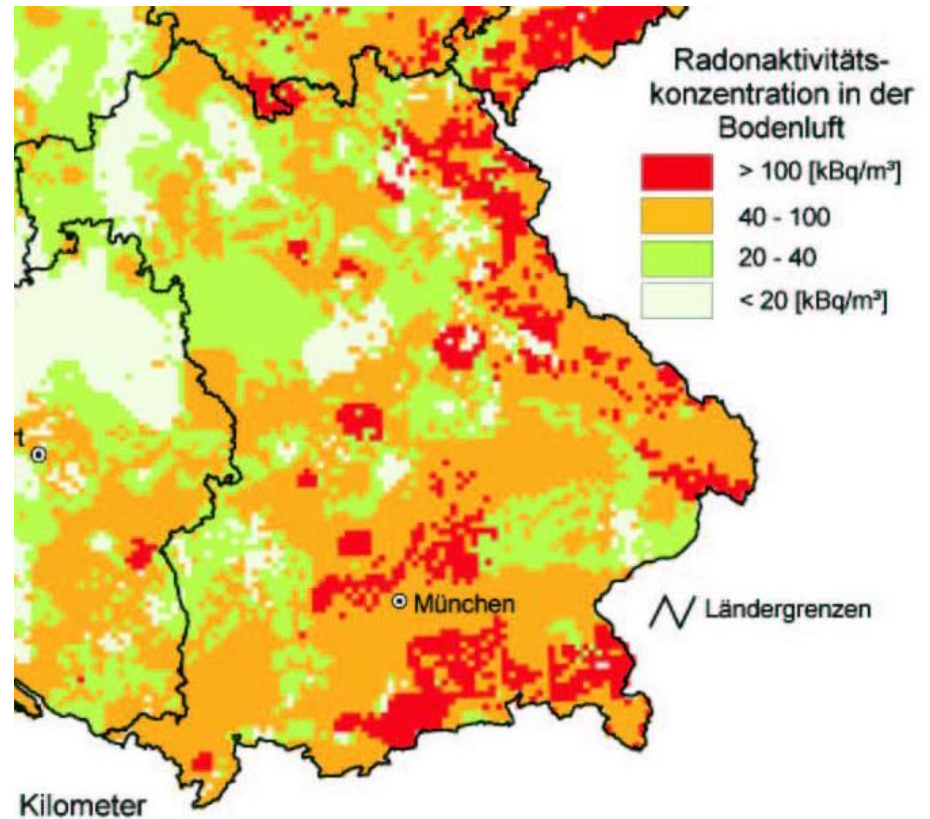 Radonaktivitäts-
konzentration in der
Bodenluft
> 100 [kBq/m³]
40 - 100
20 - 40
< 20 [kBq/m³]
t
München
Ländergrenzen
Kilometer